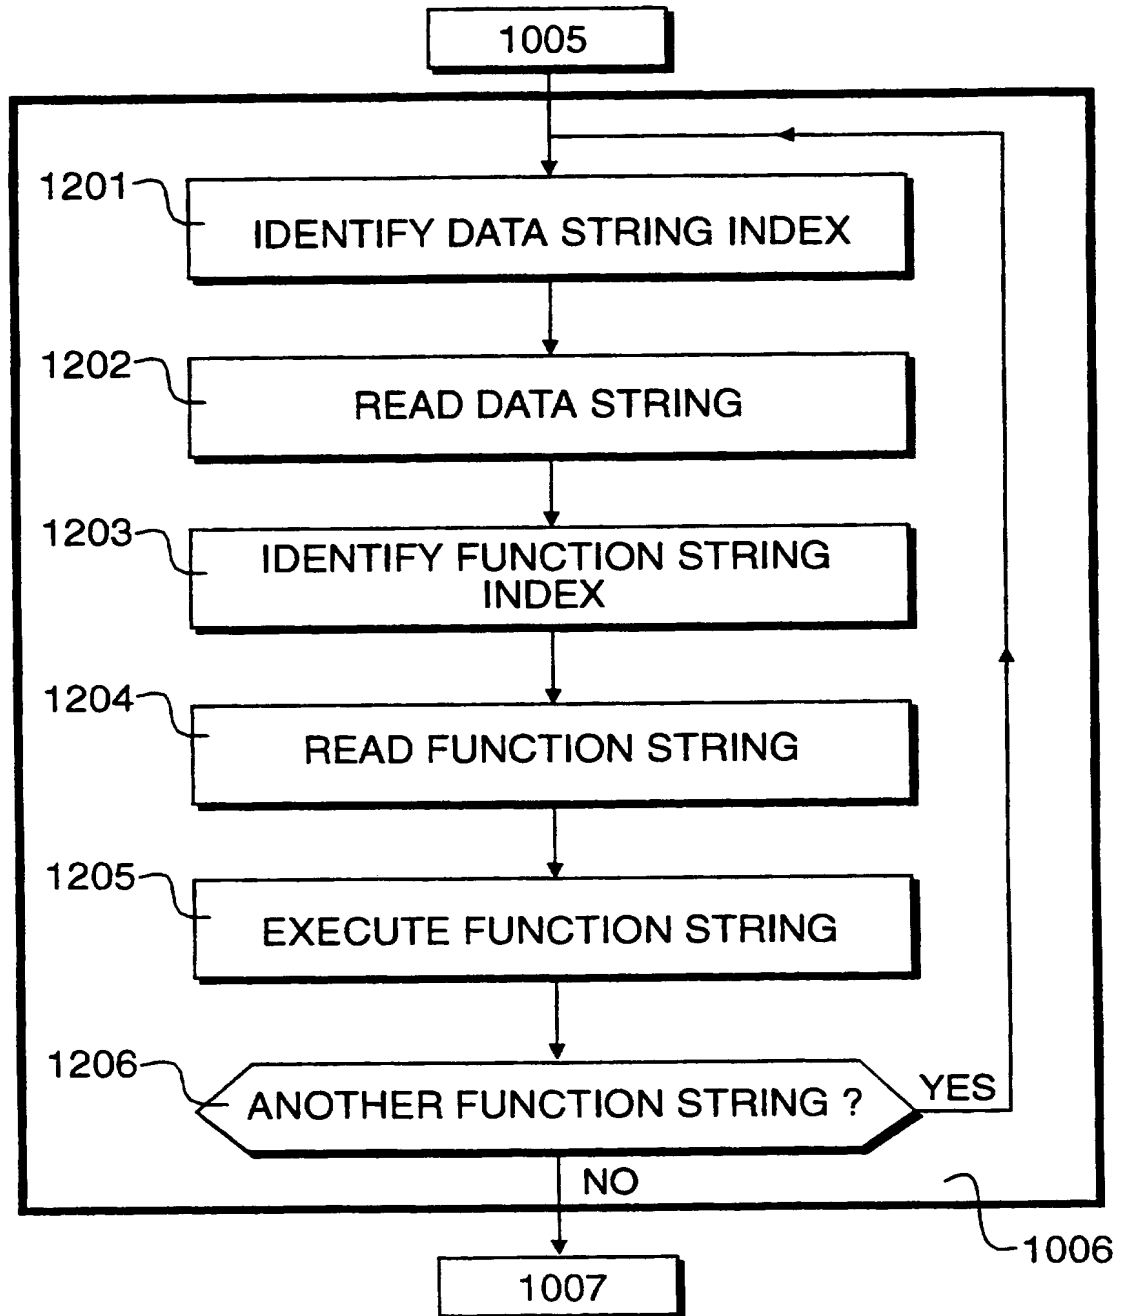 1005
1201
IDENTIFY DATA STRING INDEX
1202
READ DATA STRING
1203
IDENTIFY FUNCTION STRING
INDEX
1204
READ FUNCTION STRING
1205
EXECUTE FUNCTION STRING
1206
ANOTHER FUNCTION STRING ?
YES
NO
1006
1007